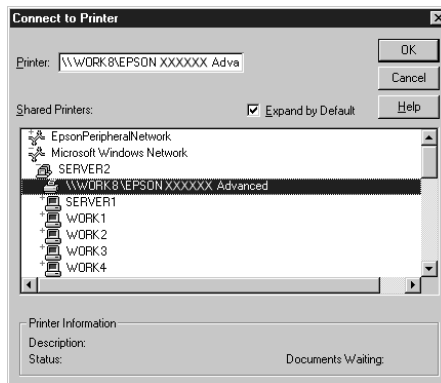 Connect to Printer
Printer: \\WORK8\EPSON XXXXXX Adva
OK
Cancel
Shared Printers:
Expand by Default
Help
EpsonPeripheralNetwork
Microsoft Windows Network
SERVER2
\\WORK8\EPSON XXXXXX Advanced
SERVER1
WORK1
WORK2
WORK3
WORK4
Printer Information
Description:
Status:
Documents Waiting: